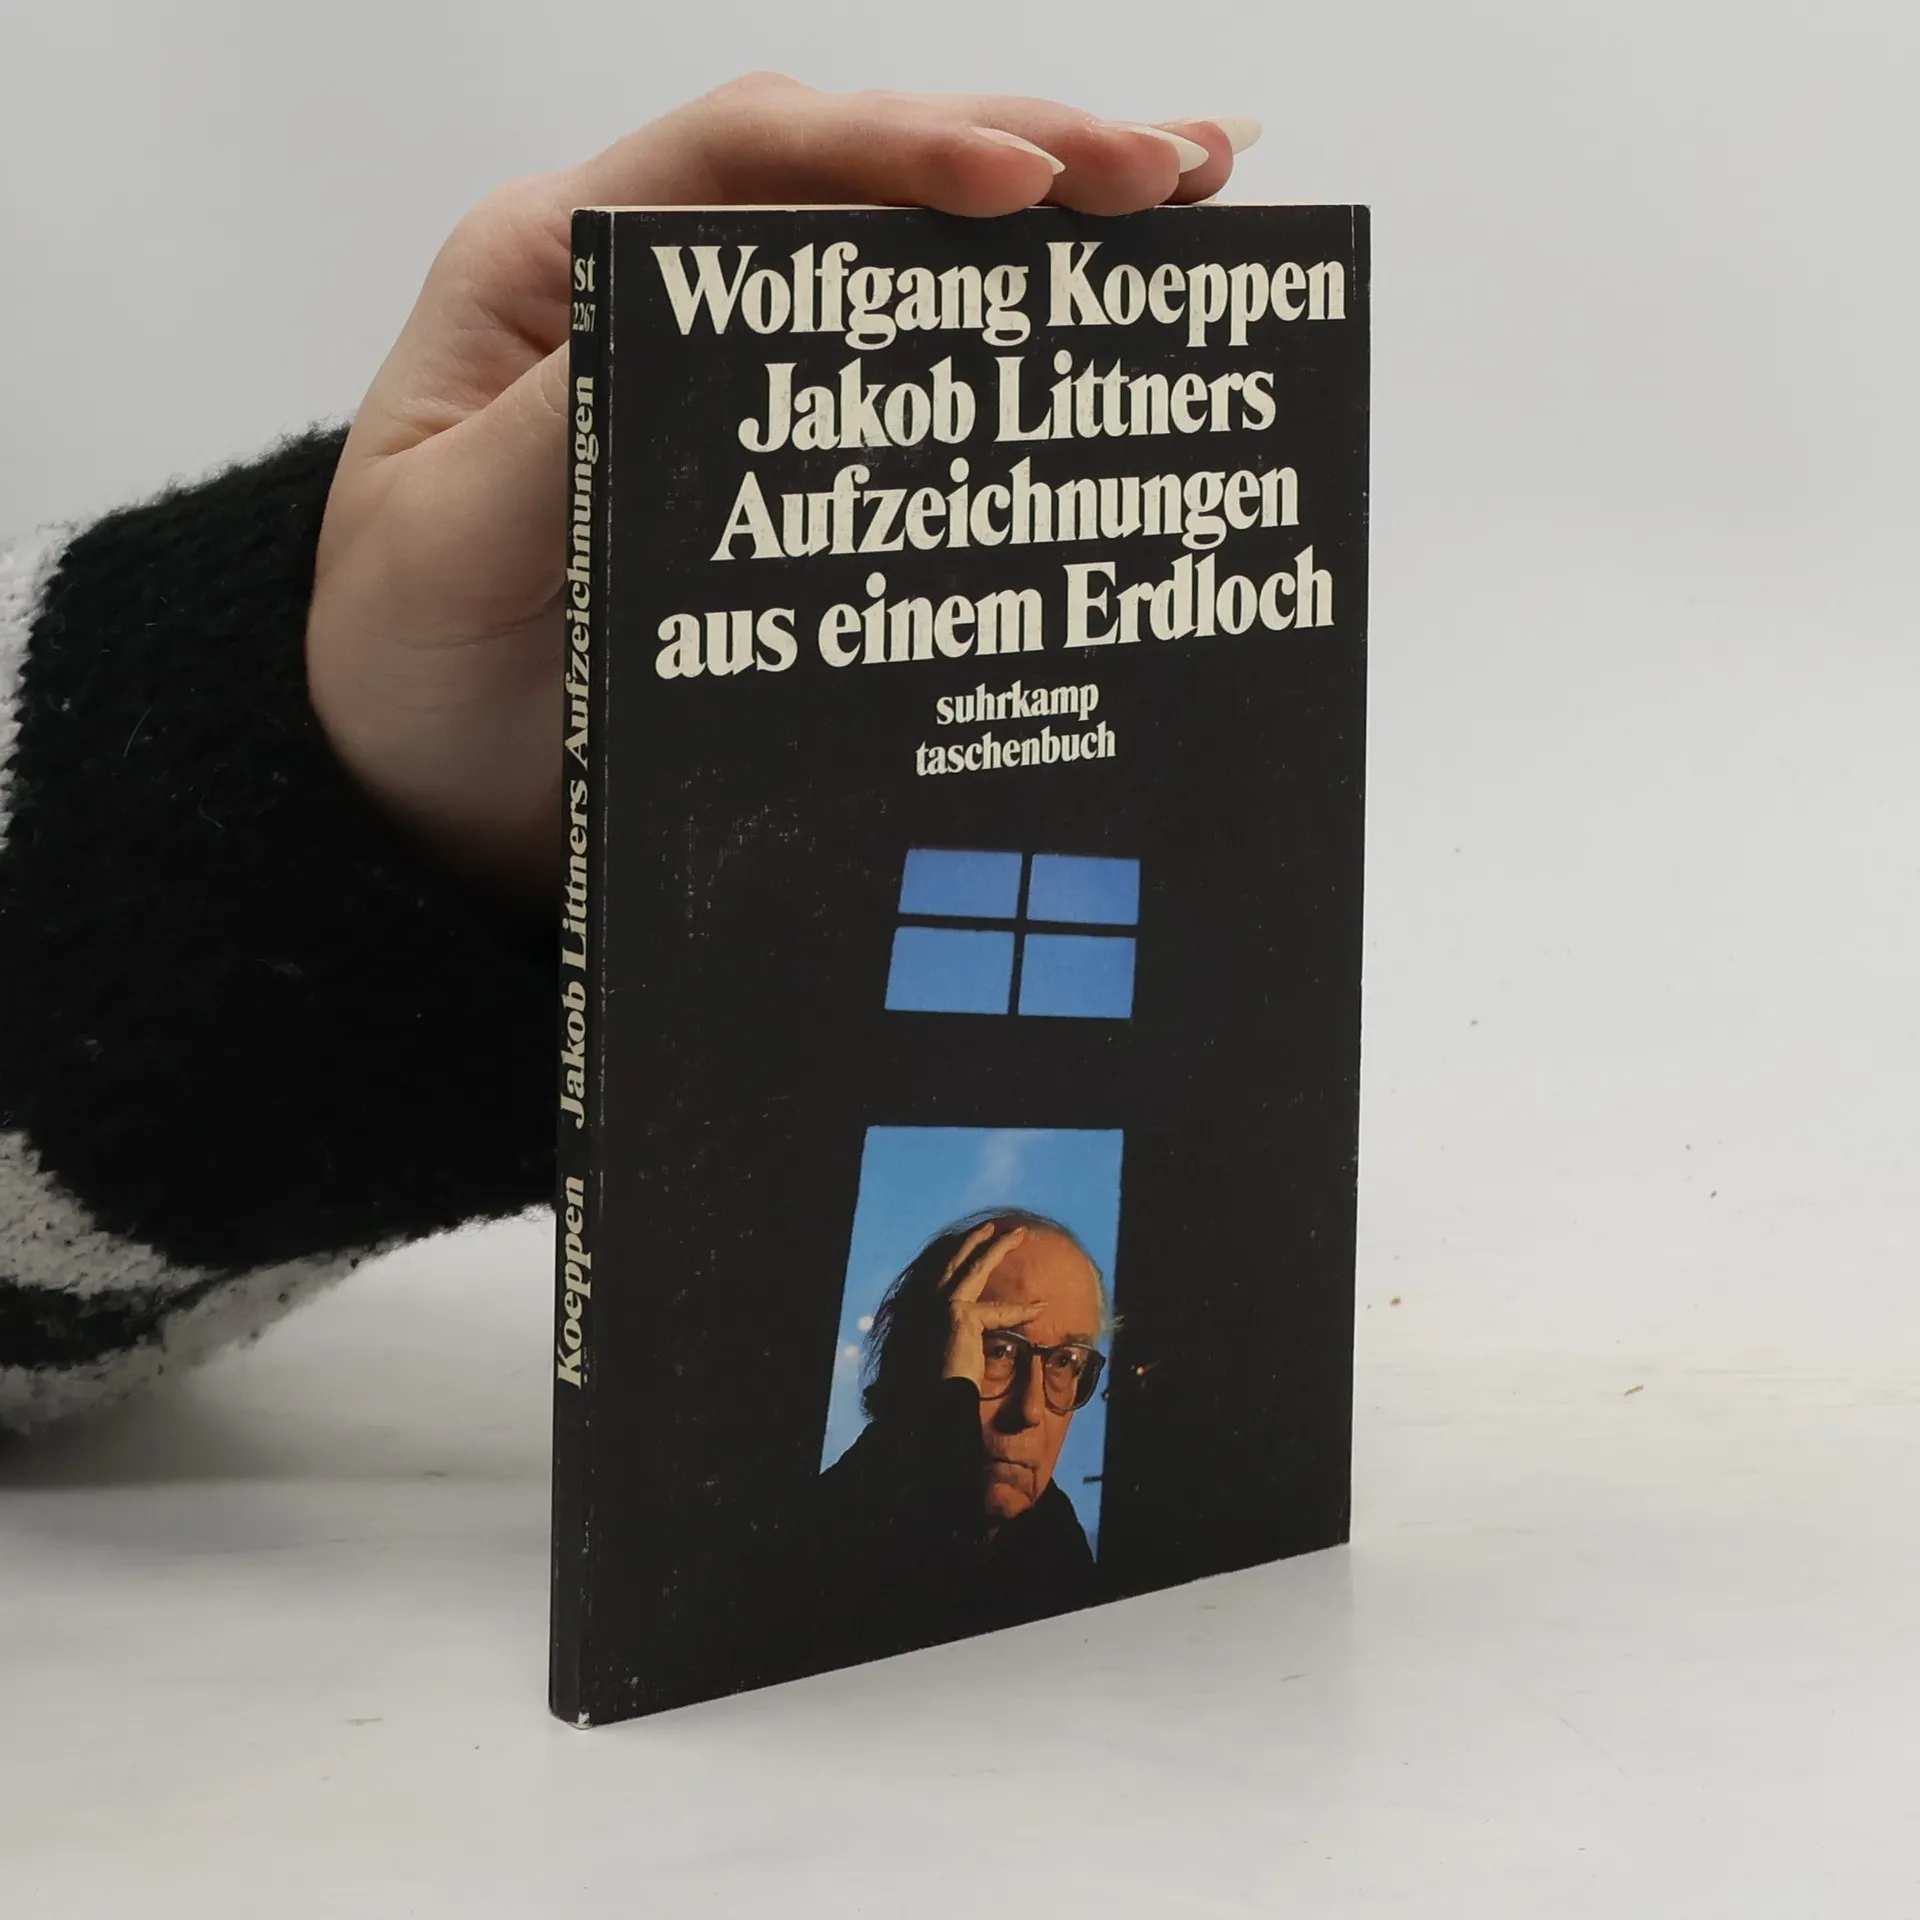 Wolfgang Koeppen
Jakob Littners
Aufzeichnungen
aus einem Erdloch
suhrkamp
taschenbuch
st
2267
Koeppen Jakob Littners Aufzeichnungen